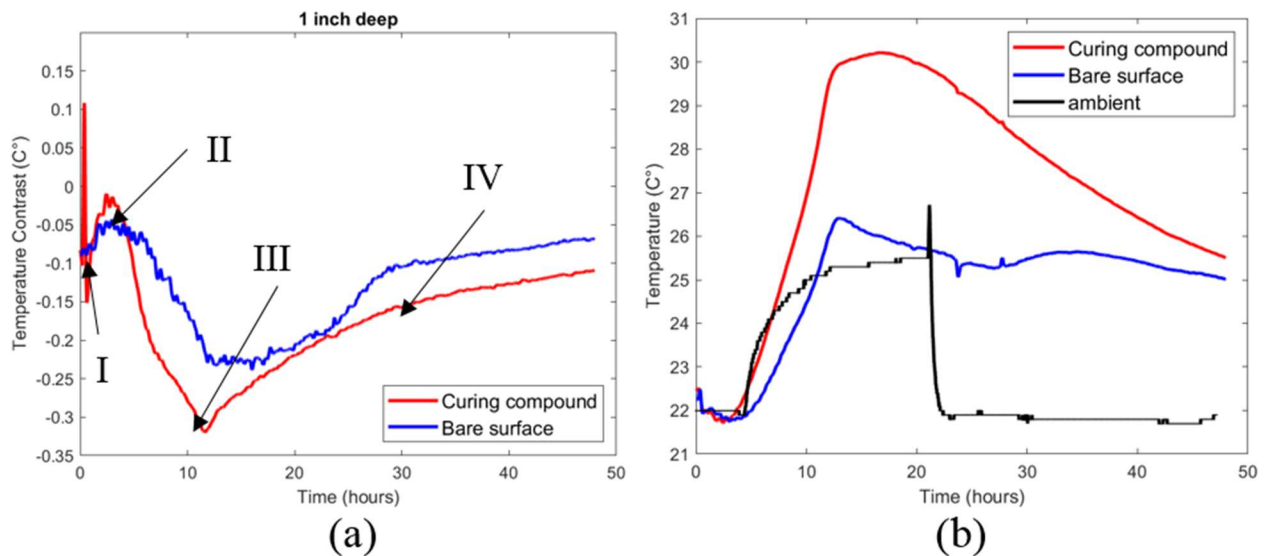 1 inch deep
Temperature Contrast (C°)
0.15
0.1
0.05
0
-0.05
-0.1
-0.15
-0.2
-0.25
-0.3
-0.35
I
II
III
IV
Curing compound
Bare surface
0 10 20 30 40 50
Time (hours)
(a)
Temperature (C°)
31
30
29
28
27
26
25
24
23
22
21
Curing compound
Bare surface
ambient
0 10 20 30 40 50
Time (hours)
(b)